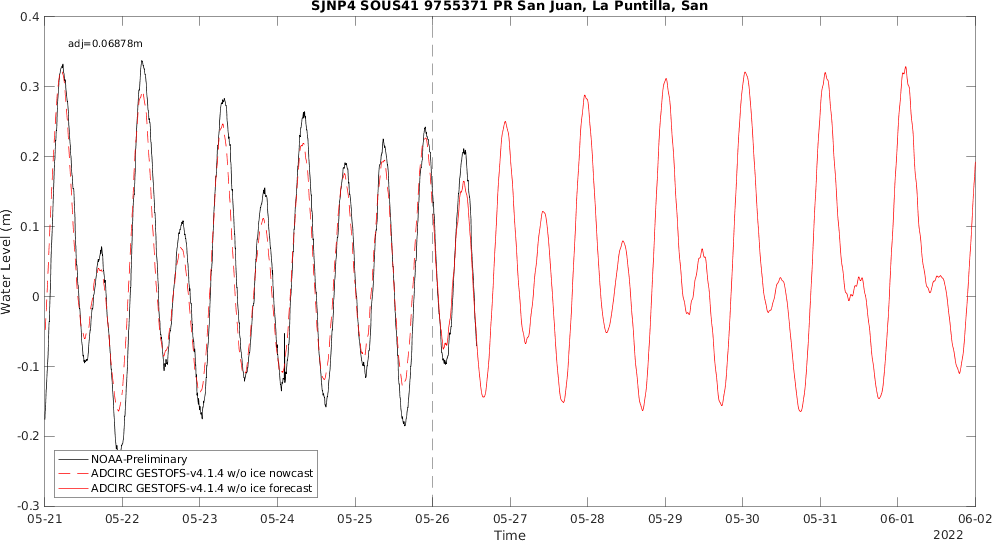 SJNP4 SOUS41 9755371 PR San Juan, La Puntilla, San
adj=0.06878m
Water Level (m)
0.4
0.3
0.2
0.1
0
-0.1
-0.2
-0.3
NOAA-Preliminary
ADCIRC GESTOFS-v4.1.4 w/o ice nowcast
ADCIRC GESTOFS-v4.1.4 w/o ice forecast
05-21 05-22 05-23 05-24 05-25 05-26 05-27 05-28 05-29 05-30 05-31 06-01 06-02
Time
2022